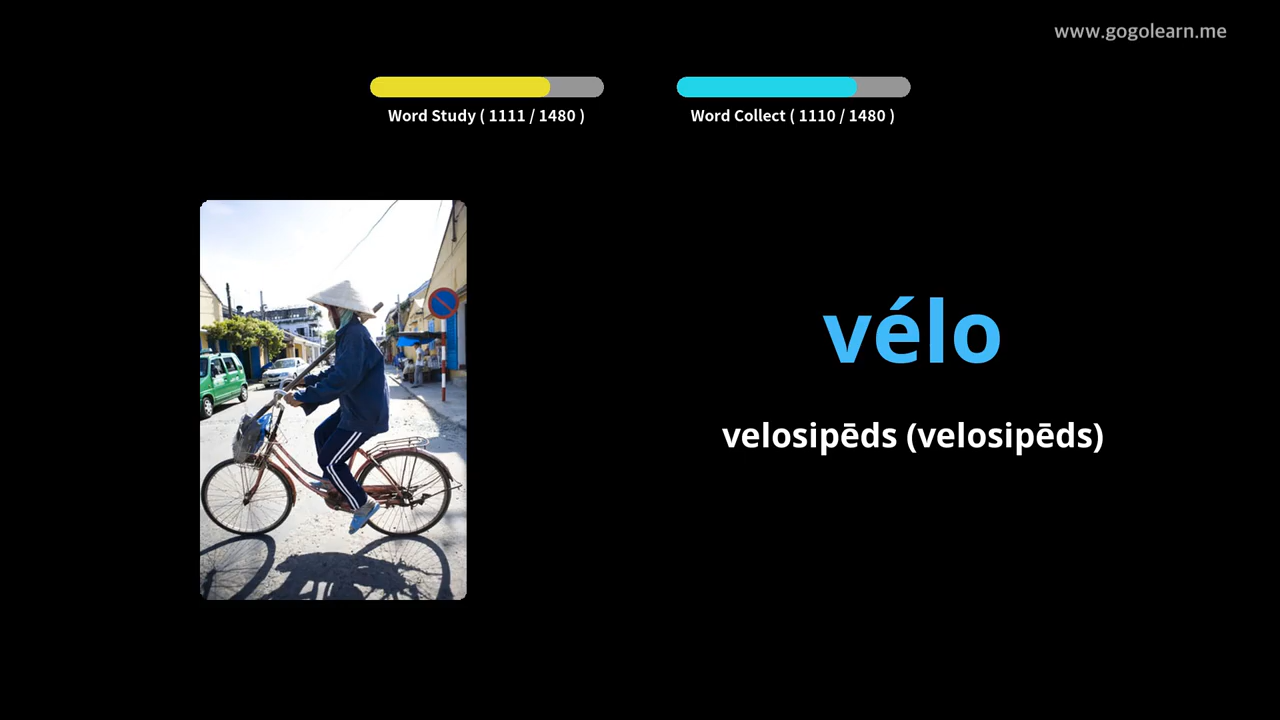 www.gogolearn.me
Word Study ( 1111 / 1480 )
Word Collect ( 1110 / 1480 )
vélo
velosipēds (velosipēds)